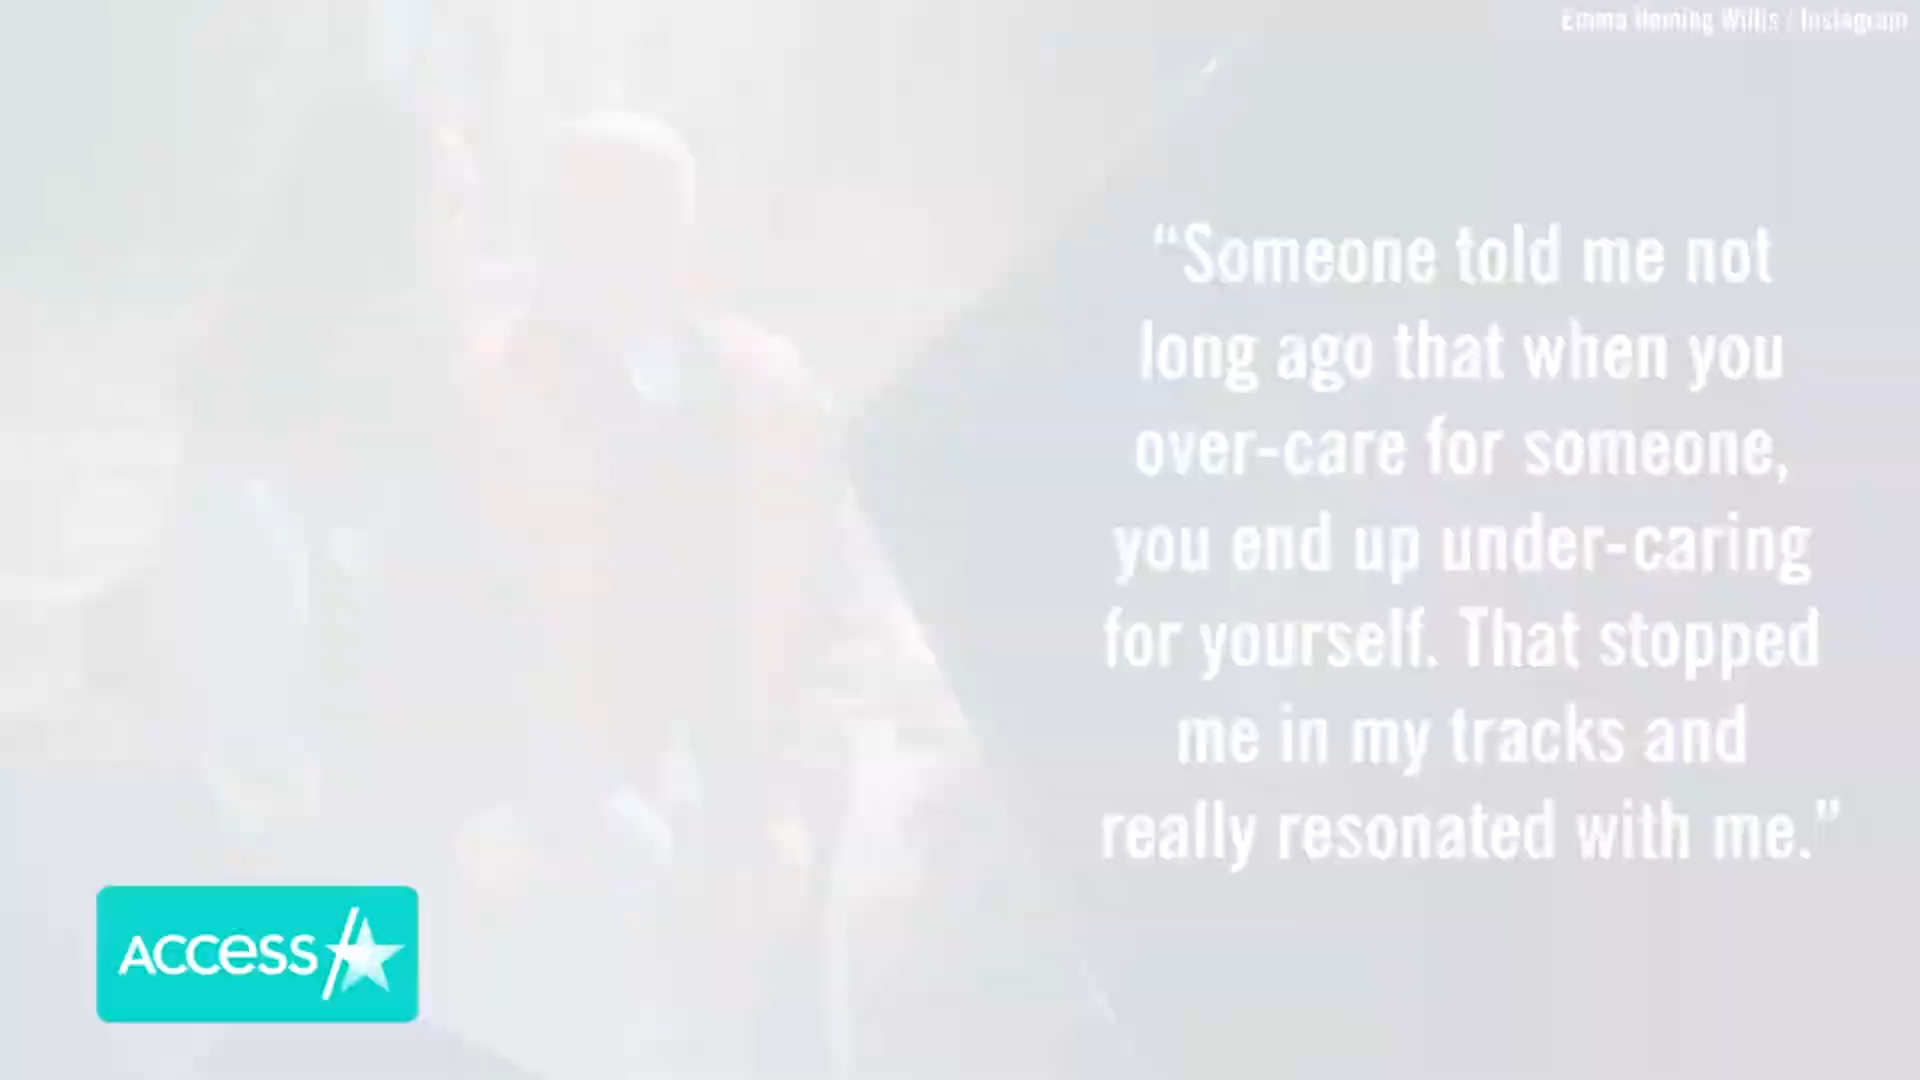 Emma Heming Willis / Instagram
“Someone told me not
long ago that when you
over-care for someone,
you end up under-caring
for yourself. That stopped
me in my tracks and
really resonated with me.”
ACCESS